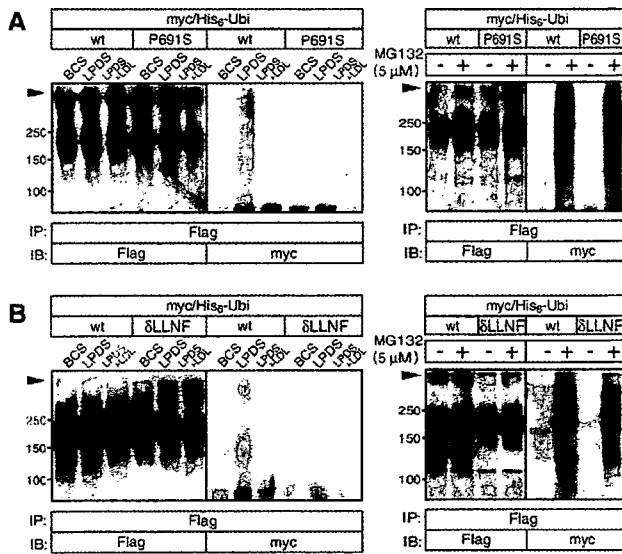 A
myc/His6-Ubi
wt P691S wt P691S
BCS LPDS LPDS +LDL BCS LPDS LPDS +LDL BCS LPDS LPDS +LDL BCS LPDS LPDS +LDL
250
150
100
IP: Flag
IB: Flag myc
myc/His6-Ubi
wt P691S wt P691S
MG132 (5 µM) - + - + - + - +
250
150
100
Flag
Flag myc
B
myc/His6-Ubi
wt δLLNF wt δLLNF
BCS LPDS BCS LPDS LPDS +LDL BCS LPDS LPDS +LDL BCS LPDS LPDS +LDL
250
150
100
IP: Flag
IB: Flag myc
myc/His6-Ubi
wt δLLNF wt δLLNF
MG132 (5 µM) - + - + - + - +
250
150
100
IP: Flag
IB: Flag myc